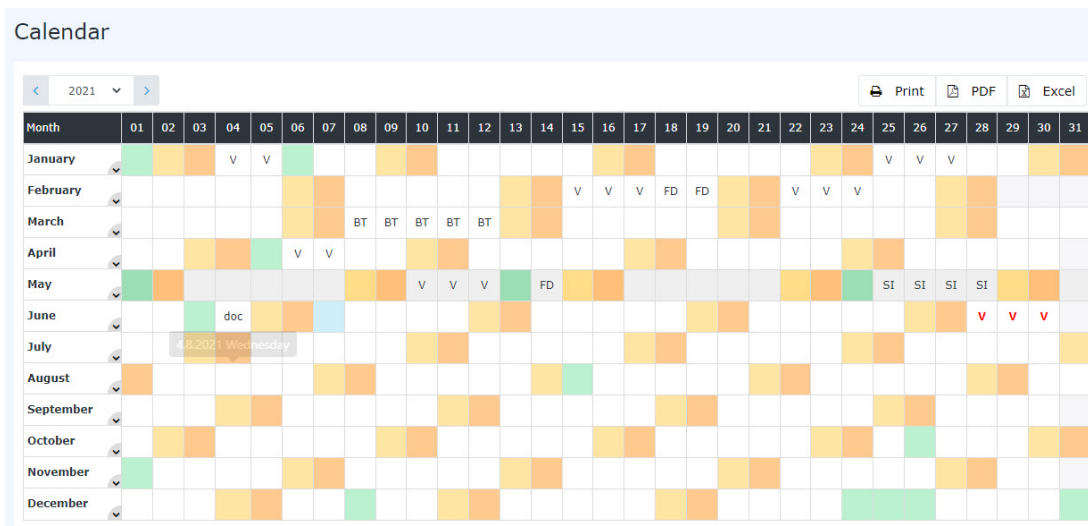 Calendar
2021
Print PDF Excel
Month 01 02 03 04 05 06 07 08 09 10 11 12 13 14 15 16 17 18 19 20 21 22 23 24 25 26 27 28 29 30 31
January V V V V V
February V V V FD FD V V V
March BT BT BT BT BT
April V V
May V V V FD SI SI SI SI
June doc V V V
4.8.2021 Wednesday
July
August
September
October
November
December